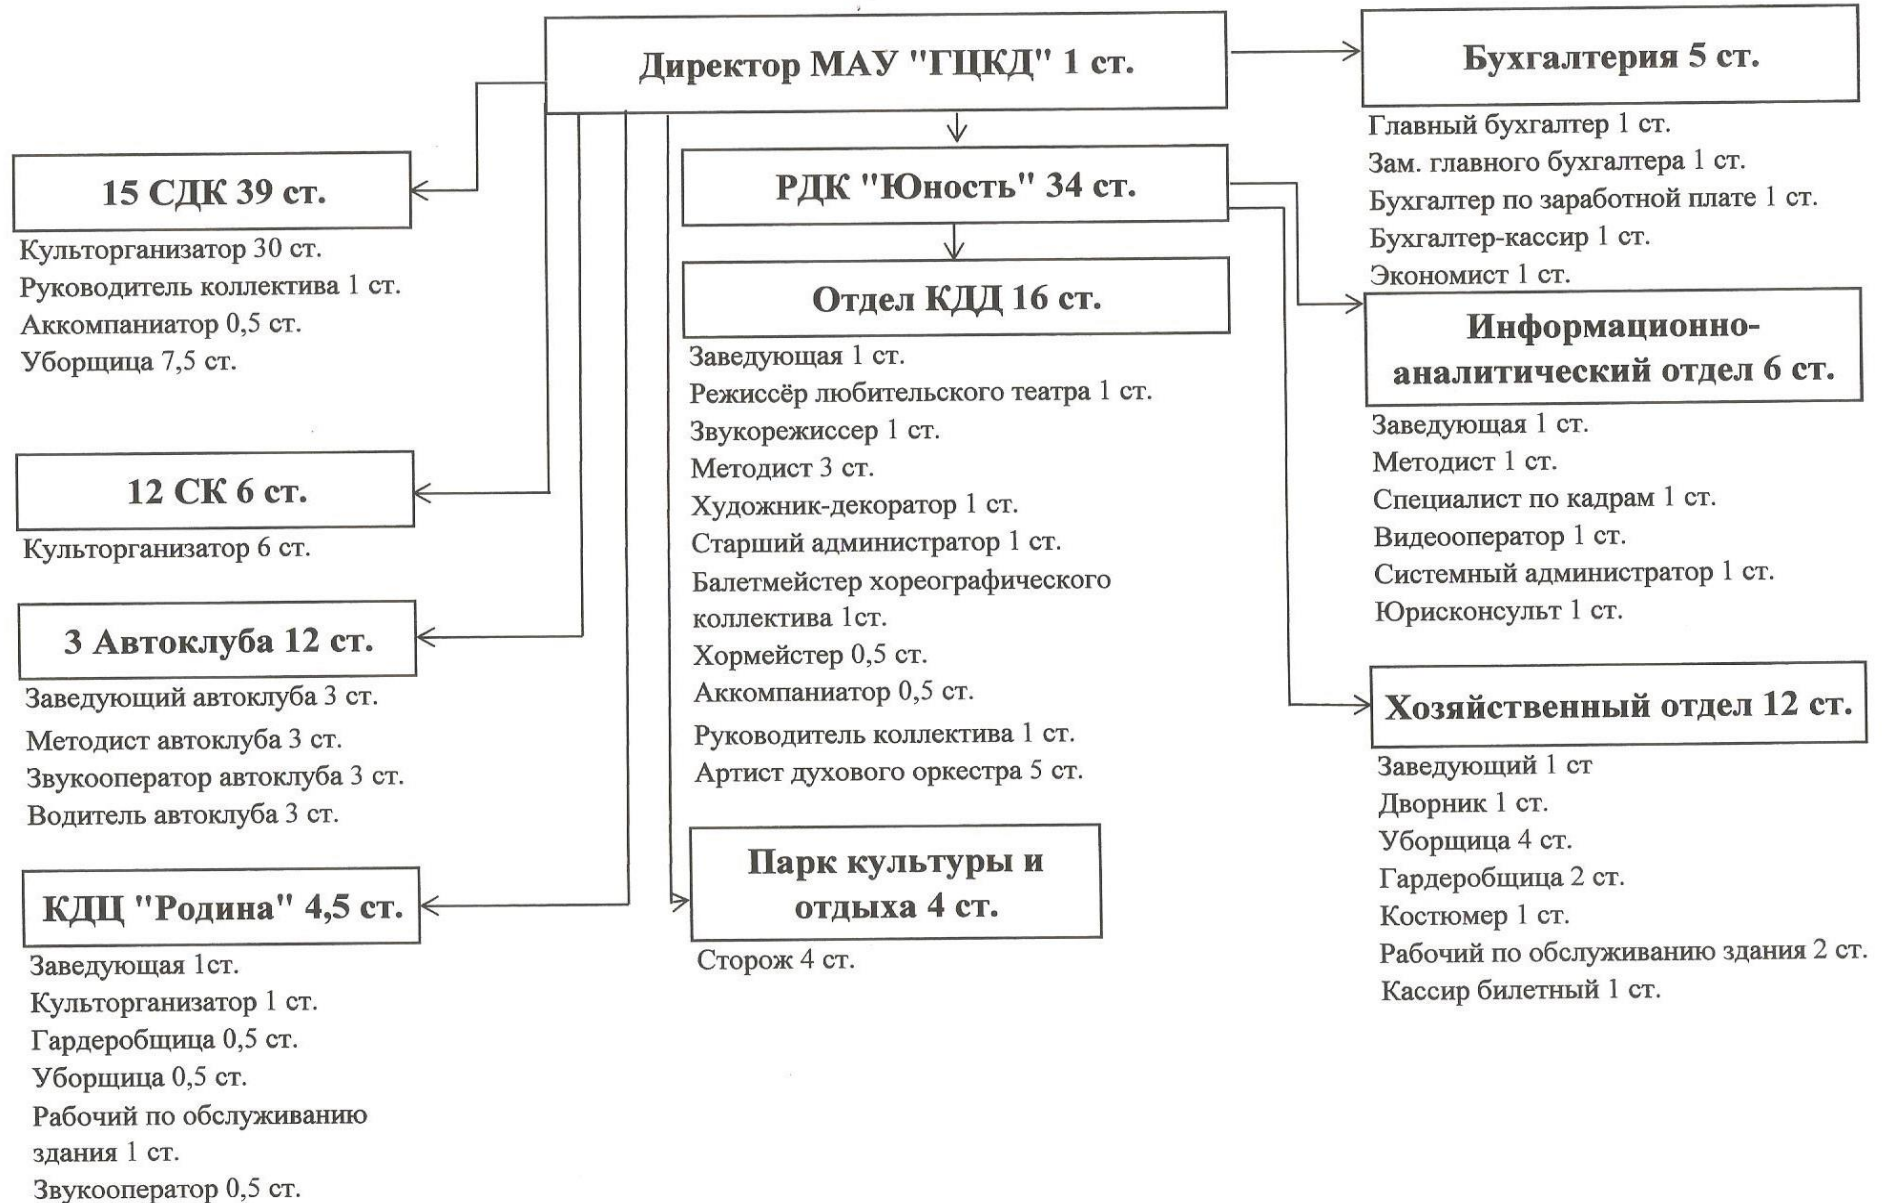 Директор МАУ "ГЦКД" 1 ст.
Бухгалтерия 5 ст.
Главный бухгалтер 1 ст.
Зам. главного бухгалтера 1 ст.
Бухгалтер по заработной плате 1 ст.
Бухгалтер-кассир 1 ст.
Экономист 1 ст.
15 СДК 39 ст.
Культорганизатор 30 ст.
Руководитель коллектива 1 ст.
Аккомпаниатор 0,5 ст.
Уборщица 7,5 ст.
12 СК 6 ст.
Культорганизатор 6 ст.
3 Автоклуба 12 ст.
Заведующий автоклуба 3 ст.
Методист автоклуба 3 ст.
Звукооператор автоклуба 3 ст.
Водитель автоклуба 3 ст.
КДЦ "Родина" 4,5 ст.
Заведующая 1ст.
Культорганизатор 1 ст.
Гардеробщица 0,5 ст.
Уборщица 0,5 ст.
Рабочий по обслуживанию
здания 1 ст.
Звукооператор 0,5 ст.
РДК "Юность" 34 ст.
Отдел КДД 16 ст.
Заведующая 1 ст.
Режиссёр любительского театра 1 ст.
Звукорежиссер 1 ст.
Методист 3 ст.
Художник-декоратор 1 ст.
Старший администратор 1 ст.
Балетмейстер хореографического
коллектива 1ст.
Хормейстер 0,5 ст.
Аккомпаниатор 0,5 ст.
Руководитель коллектива 1 ст.
Артист духового оркестра 5 ст.
Парк культуры и
отдыха 4 ст.
Сторож 4 ст.
Информационно-
аналитический отдел 6 ст.
Заведующая 1 ст.
Методист 1 ст.
Специалист по кадрам 1 ст.
Видеооператор 1 ст.
Системный администратор 1 ст.
Юрисконсульт 1 ст.
Хозяйственный отдел 12 ст.
Заведующий 1 ст
Дворник 1 ст.
Уборщица 4 ст.
Гардеробщица 2 ст.
Костюмер 1 ст.
Рабочий по обслуживанию здания 2 ст.
Кассир билетный 1 ст.